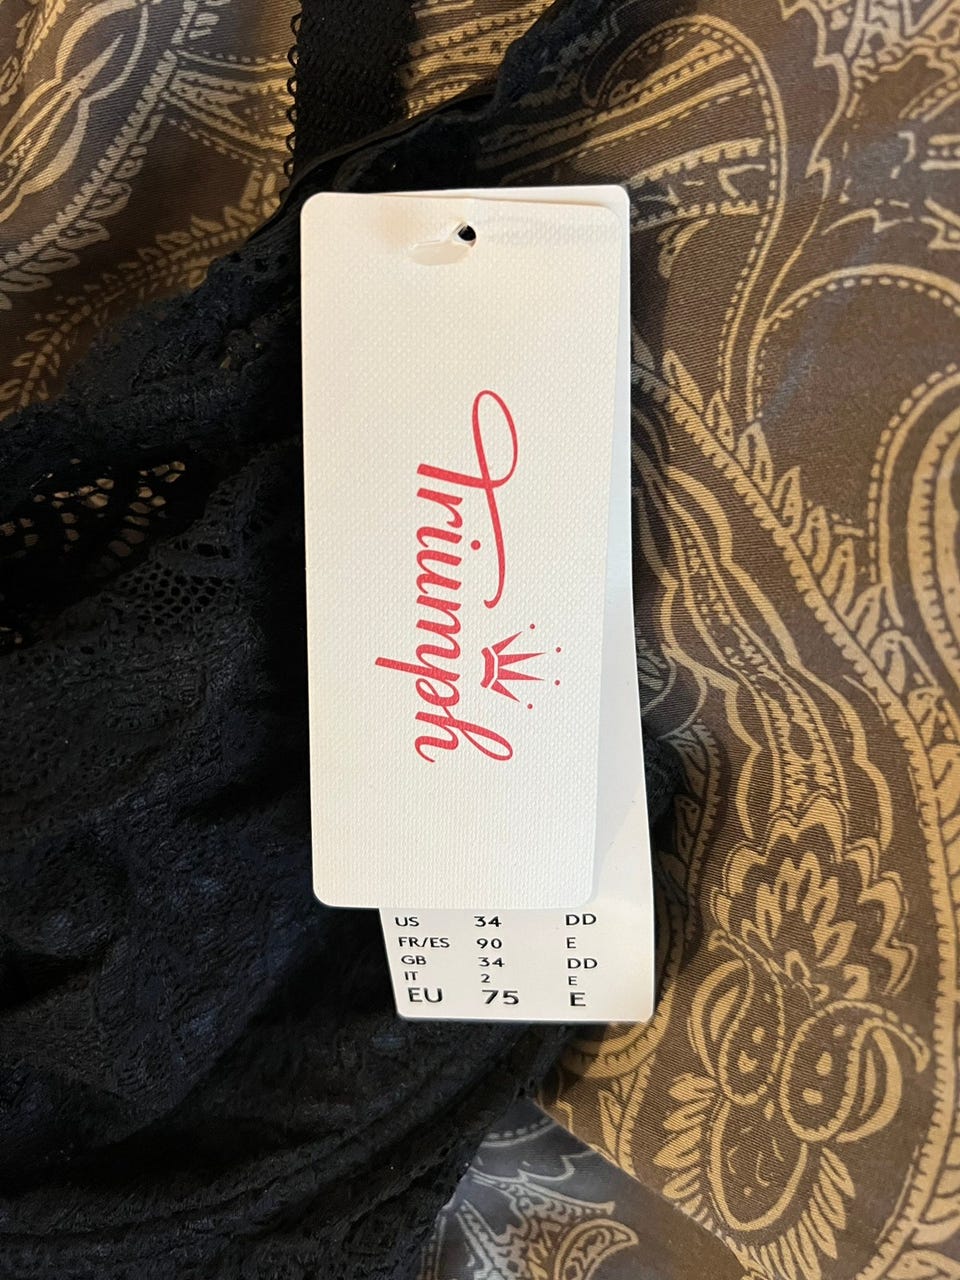 Triumph
US 34 DD
FR/ES 90 E
GB 34 DD
IT 2 E
EU 75 E